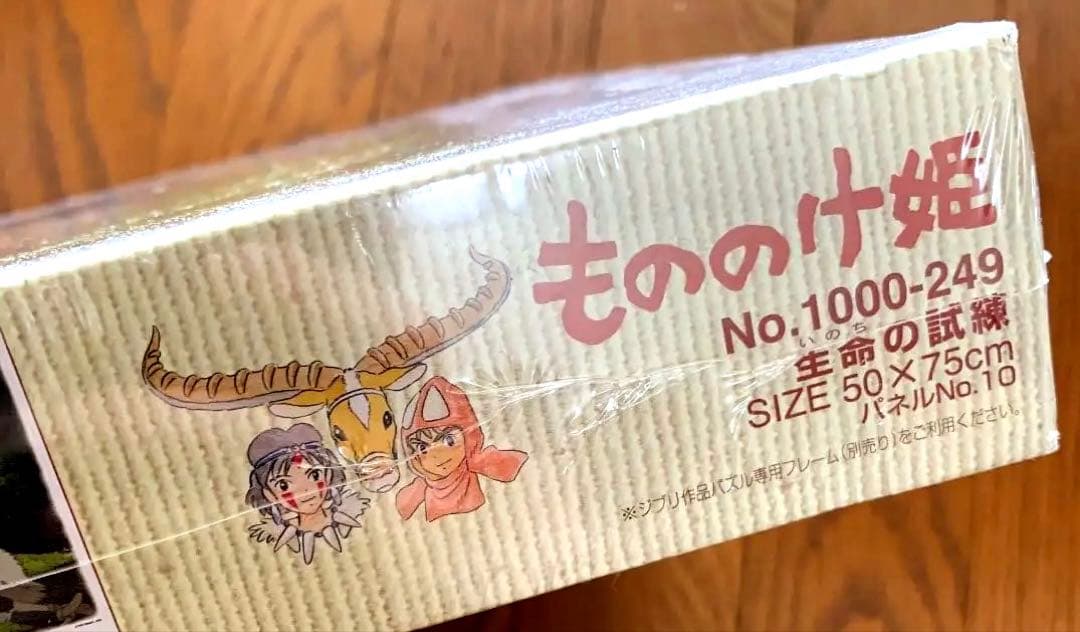 もののけ姫
No.1000-249
いのち
生命の試練
SIZE 50×75cm
パネルNo.10
※ジブリ作品パズル専用フレーム(別売り)をご利用ください。